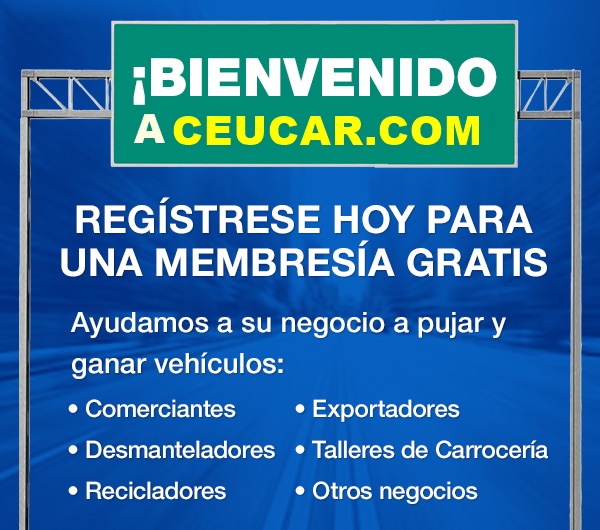 ¡BIENVENIDO
A CEUCAR.COM
REGÍSTRESE HOY PARA
UNA MEMBRESÍA GRATIS
Ayudamos a su negocio a pujar y
ganar vehículos:
• Comerciantes
• Exportadores
• Desmanteladores
• Talleres de Carrocería
• Recicladores
• Otros negocios